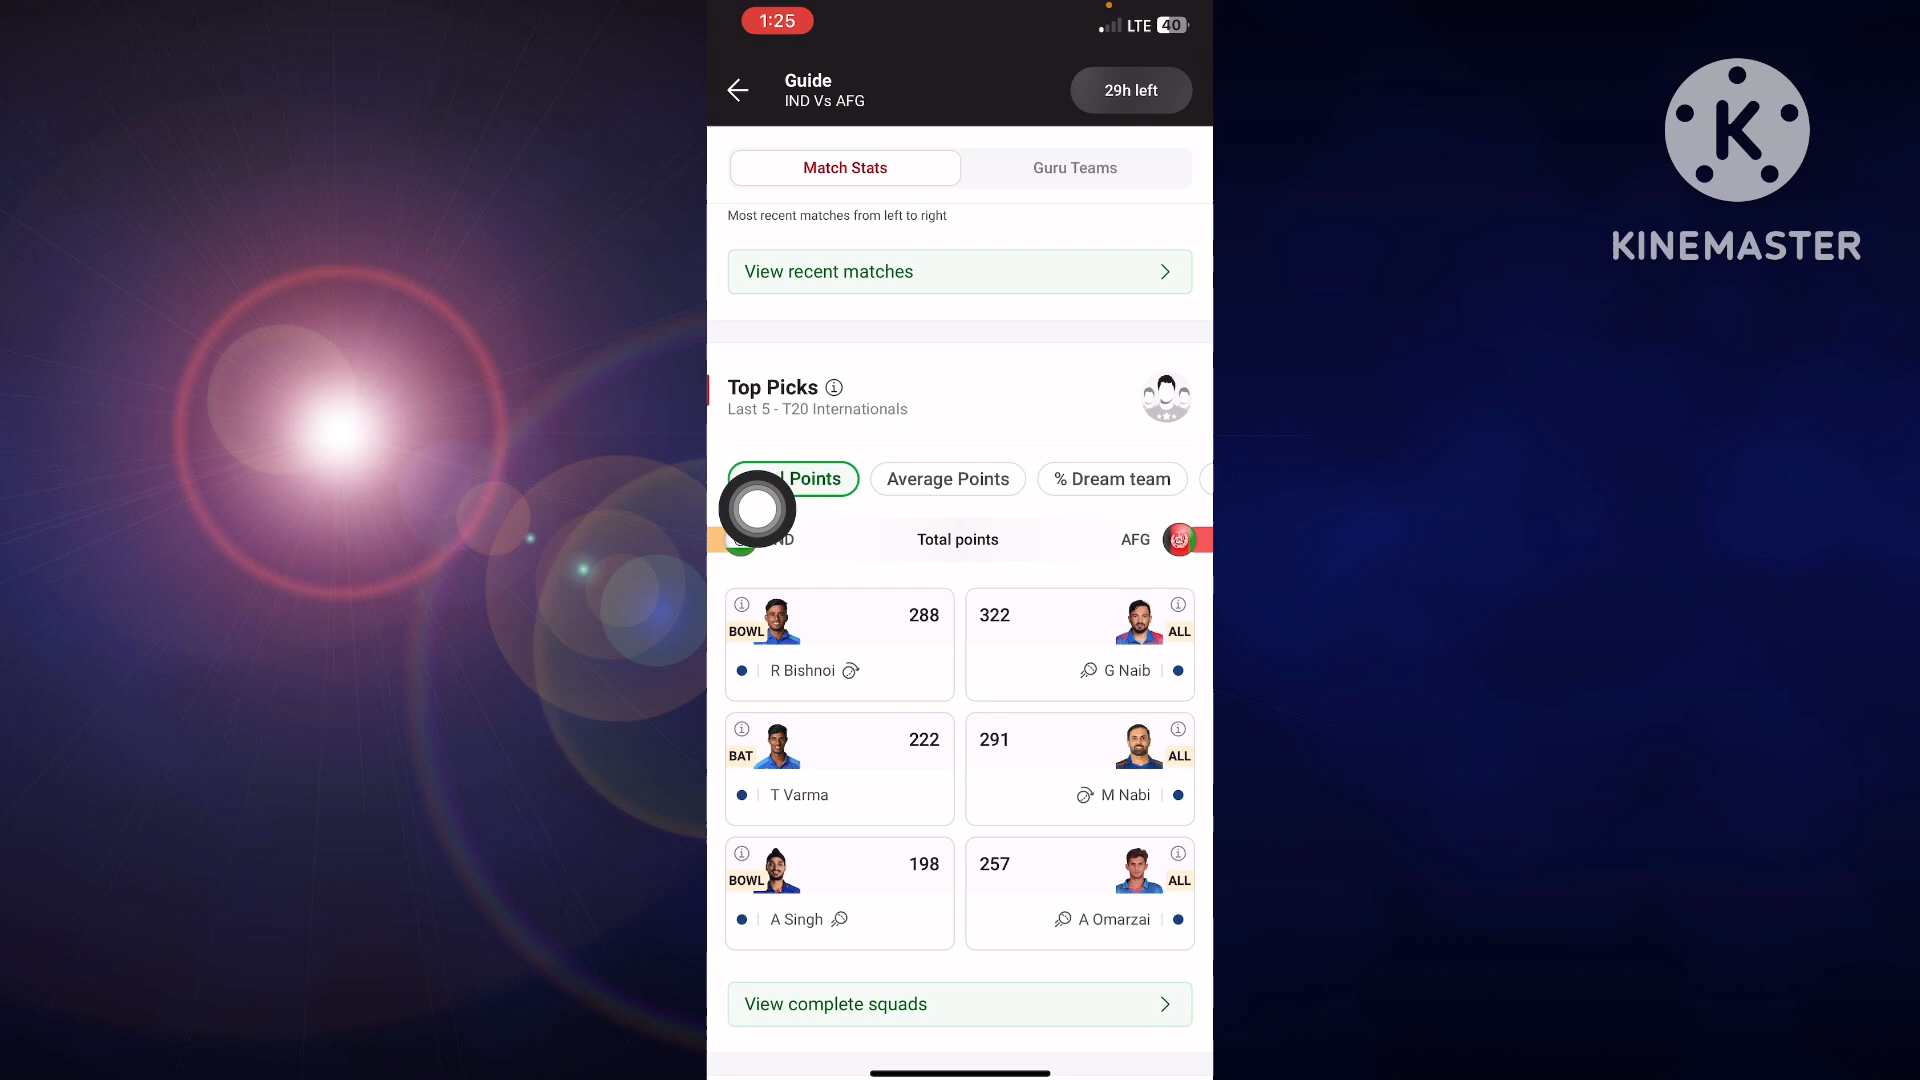 1:25
LTE 40
Guide
IND Vs AFG
29h left
KINEMASTER
Match Stats
Guru Teams
Most recent matches from left to right
View recent matches
Top Picks
Last 5 - T20 Internationals
Points
Average Points
% Dream team
Total points
AFG
288
BOWL
R Bishnoi
322
ALL
G Naib
222
BAT
T Varma
291
ALL
M Nabi
198
BOWL
A Singh
257
ALL
A Omarzai
View complete squads